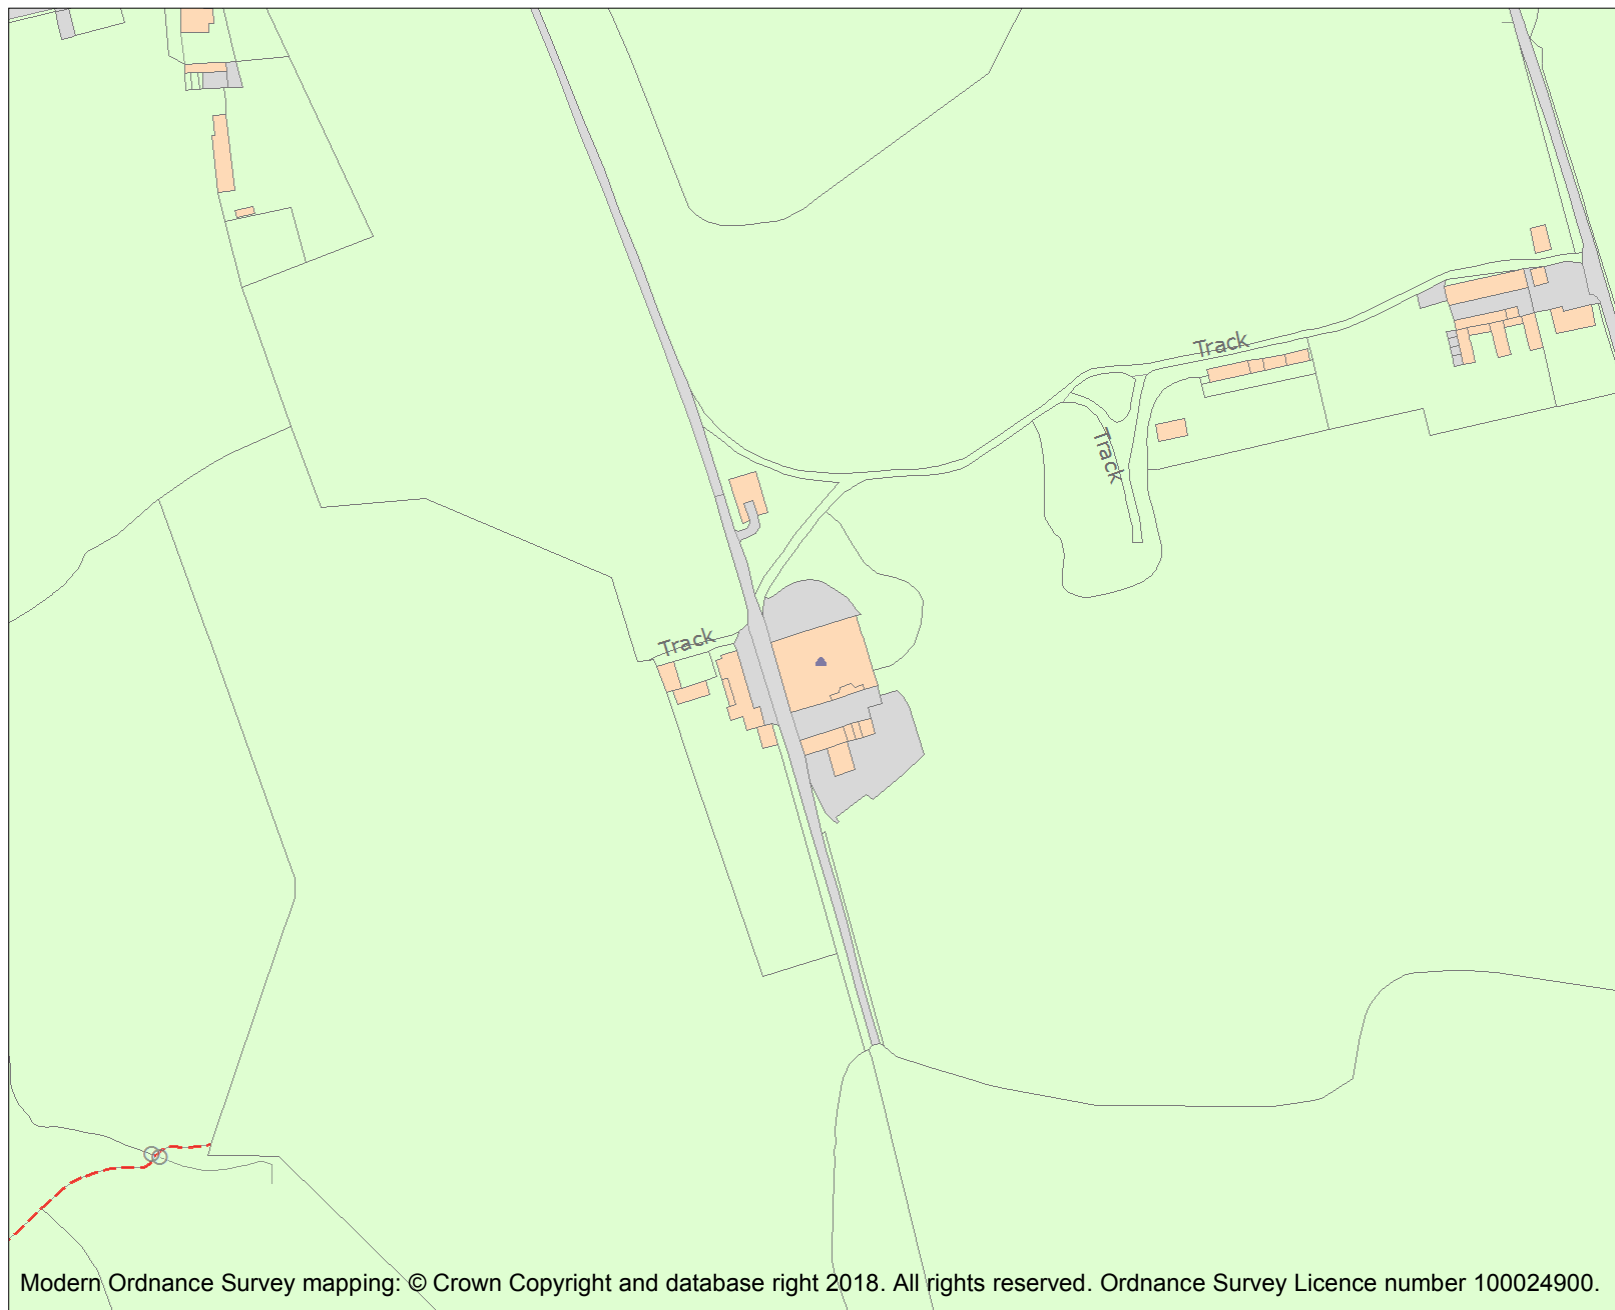 Track
Track
Track
Modern Ordnance Survey mapping: © Crown Copyright and database right 2018. All rights reserved. Ordnance Survey Licence number 100024900.